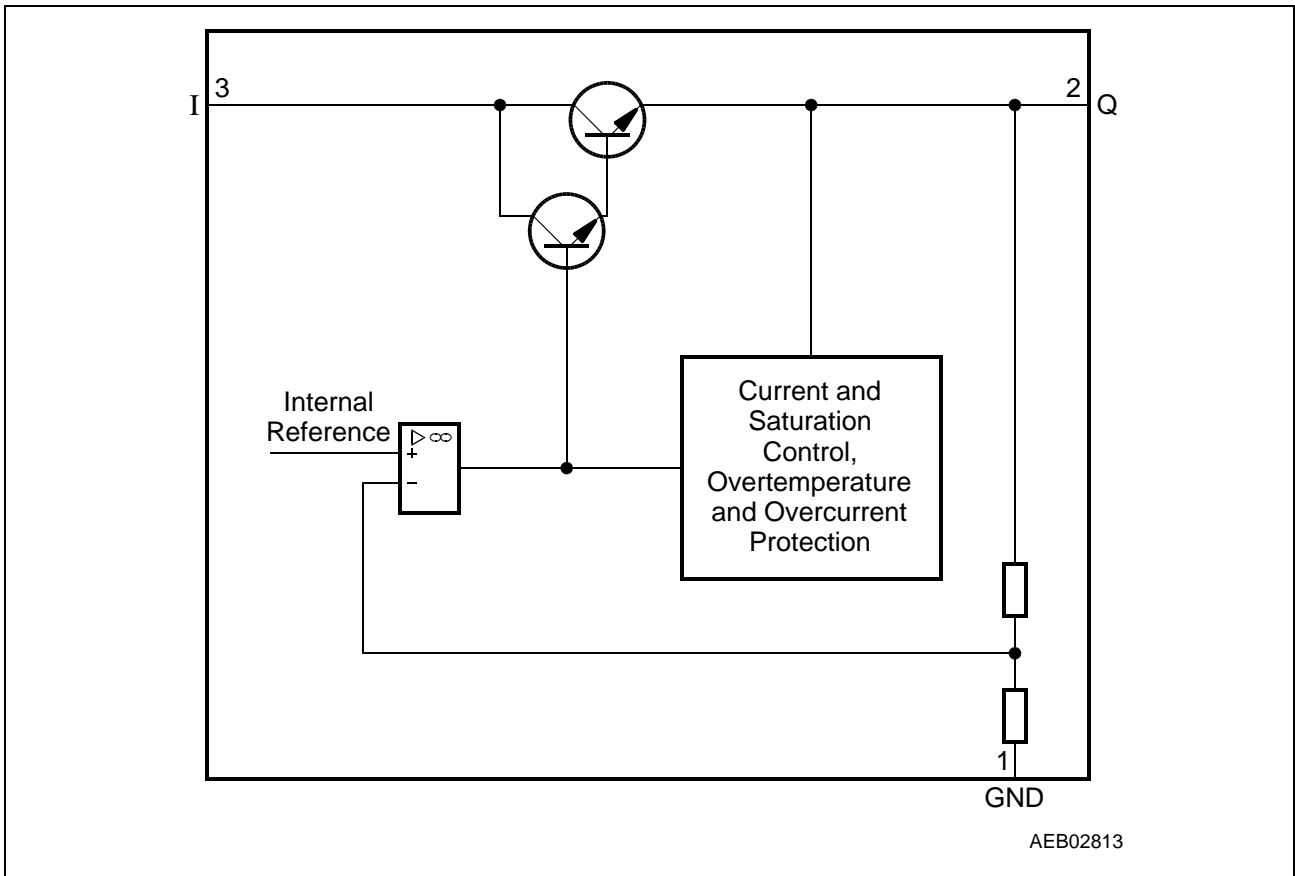 3
I
2
Q
Internal
Reference
▷ ∞
+
−
Current and
Saturation
Control,
Overtemperature
and Overcurrent
Protection
1
GND
AEB02813